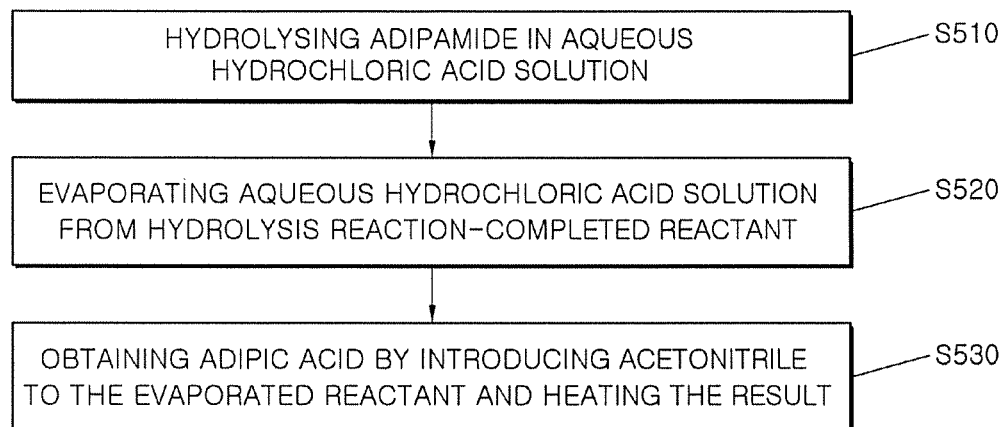 HYDROLYSING ADIPAMIDE IN AQUEOUS
HYDROCHLORIC ACID SOLUTION
S510
EVAPORATING AQUEOUS HYDROCHLORIC ACID SOLUTION
FROM HYDROLYSIS REACTION-COMPLETED REACTANT
S520
OBTAINING ADIPIC ACID BY INTRODUCING ACETONITRILE
TO THE EVAPORATED REACTANT AND HEATING THE RESULT
S530